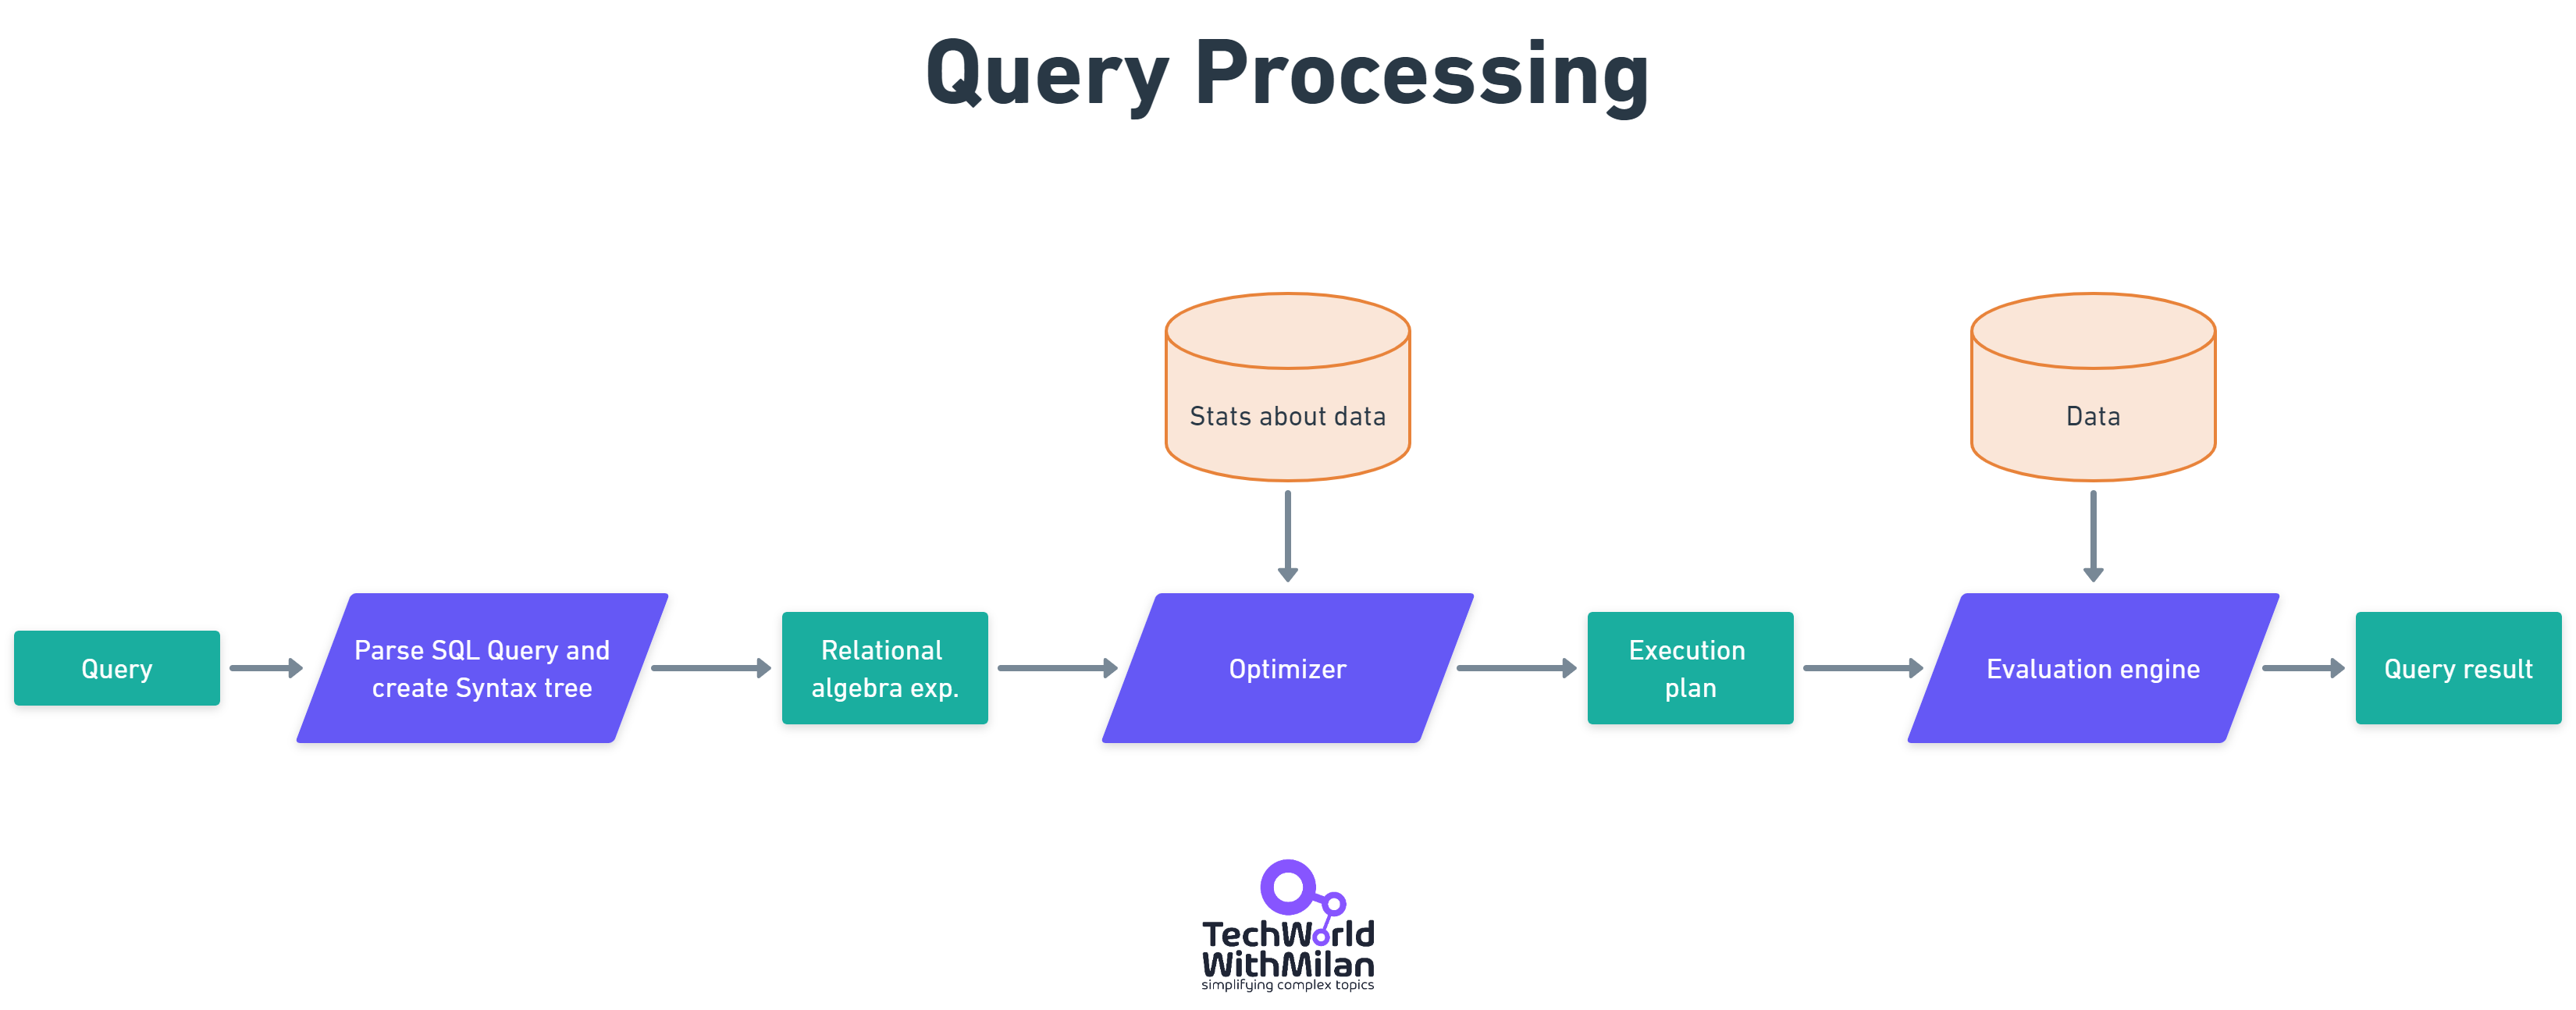 Query Processing
Stats about data
Data
Query
Parse SQL Query and
create Syntax tree
Relational
algebra exp.
Optimizer
Execution
plan
Evaluation engine
Query result
TechWorld
WithMilan
simplifying complex topics